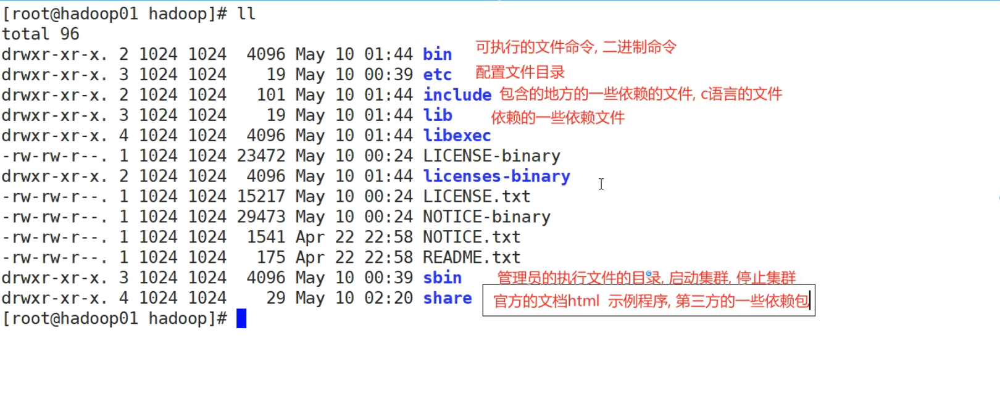 [root@hadoop01 hadoop]# ll
total 96
drwxr-xr-x. 2 1024 1024  4096 May 10 01:44 bin 可执行的文件命令, 二进制命令
drwxr-xr-x. 3 1024 1024    19 May 10 00:39 etc 配置文件目录
drwxr-xr-x. 2 1024 1024   101 May 10 01:44 include 包含的地方的一些依赖的文件, c语言的文件
drwxr-xr-x. 3 1024 1024    19 May 10 01:44 lib 依赖的一些依赖文件
drwxr-xr-x. 4 1024 1024  4096 May 10 01:44 libexec
-rw-rw-r--. 1 1024 1024 23472 May 10 00:24 LICENSE-binary
drwxr-xr-x. 2 1024 1024  4096 May 10 01:44 licenses-binary
-rw-rw-r--. 1 1024 1024 15217 May 10 00:24 LICENSE.txt
-rw-rw-r--. 1 1024 1024 29473 May 10 00:24 NOTICE-binary
-rw-rw-r--. 1 1024 1024  1541 Apr 22 22:58 NOTICE.txt
-rw-rw-r--. 1 1024 1024   175 Apr 22 22:58 README.txt
drwxr-xr-x. 3 1024 1024  4096 May 10 00:39 sbin 管理员的执行文件的目录, 启动集群, 停止集群
drwxr-xr-x. 4 1024 1024    29 May 10 02:20 share 官方的文档html 示例程序, 第三方的一些依赖包
[root@hadoop01 hadoop]#